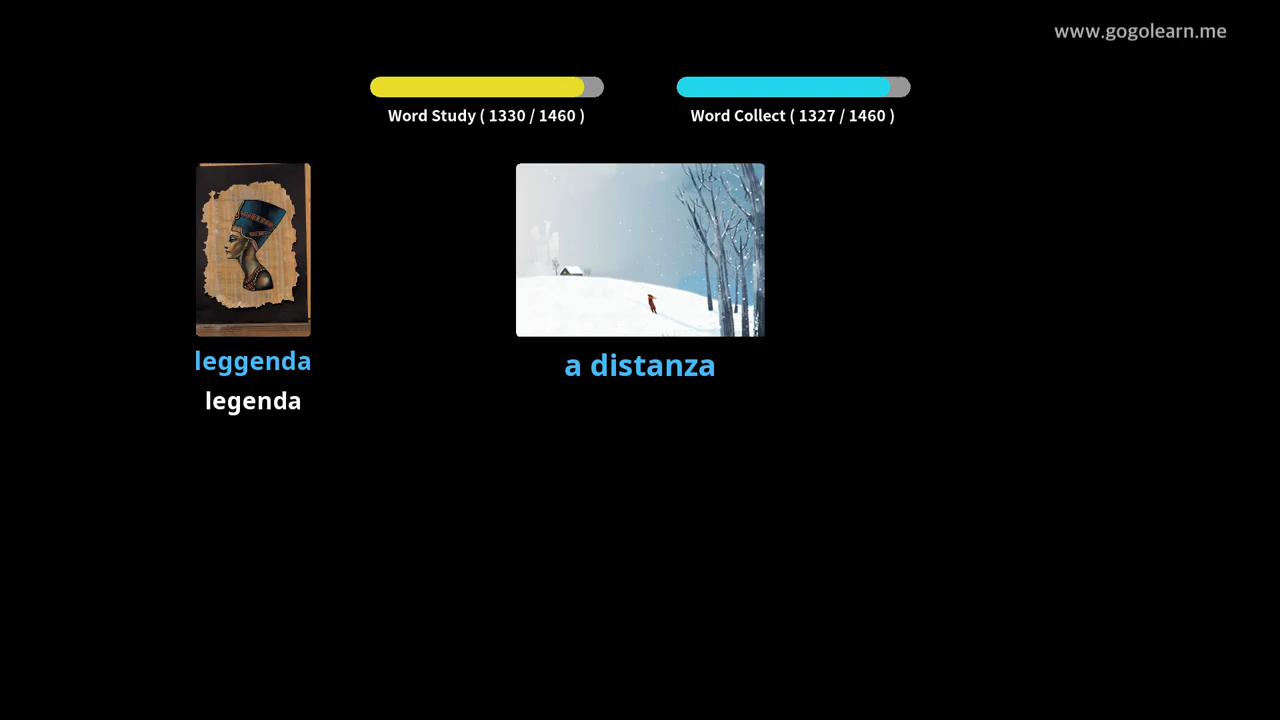 www.gogolearn.me
Word Study ( 1330 / 1460 )
Word Collect ( 1327 / 1460 )
leggenda
legenda
a distanza